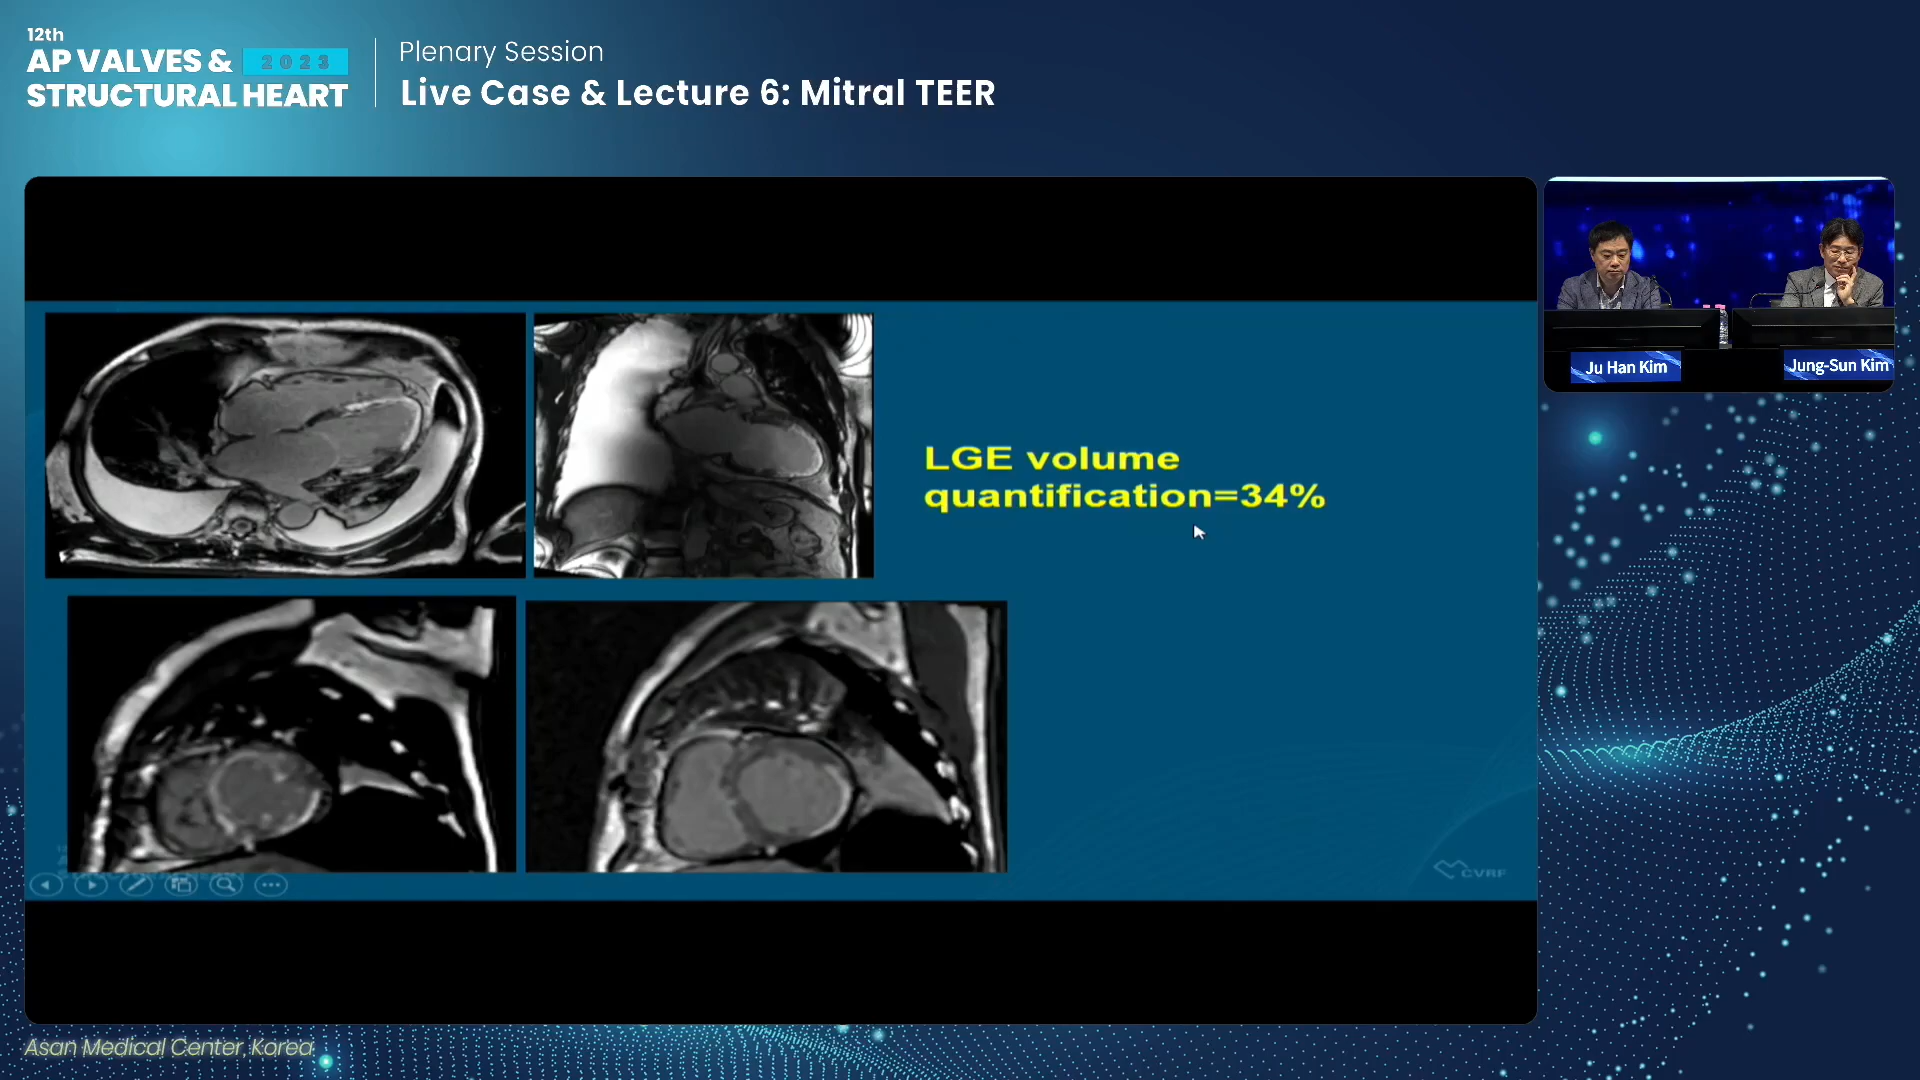 12th
AP VALVES & 2023
STRUCTURAL HEART
Plenary Session
Live Case & Lecture 6: Mitral TEER
LGE volume
quantification=34%
Ju Han Kim
Jung-Sun Kim
CVRF
Asan Medical Center, Korea